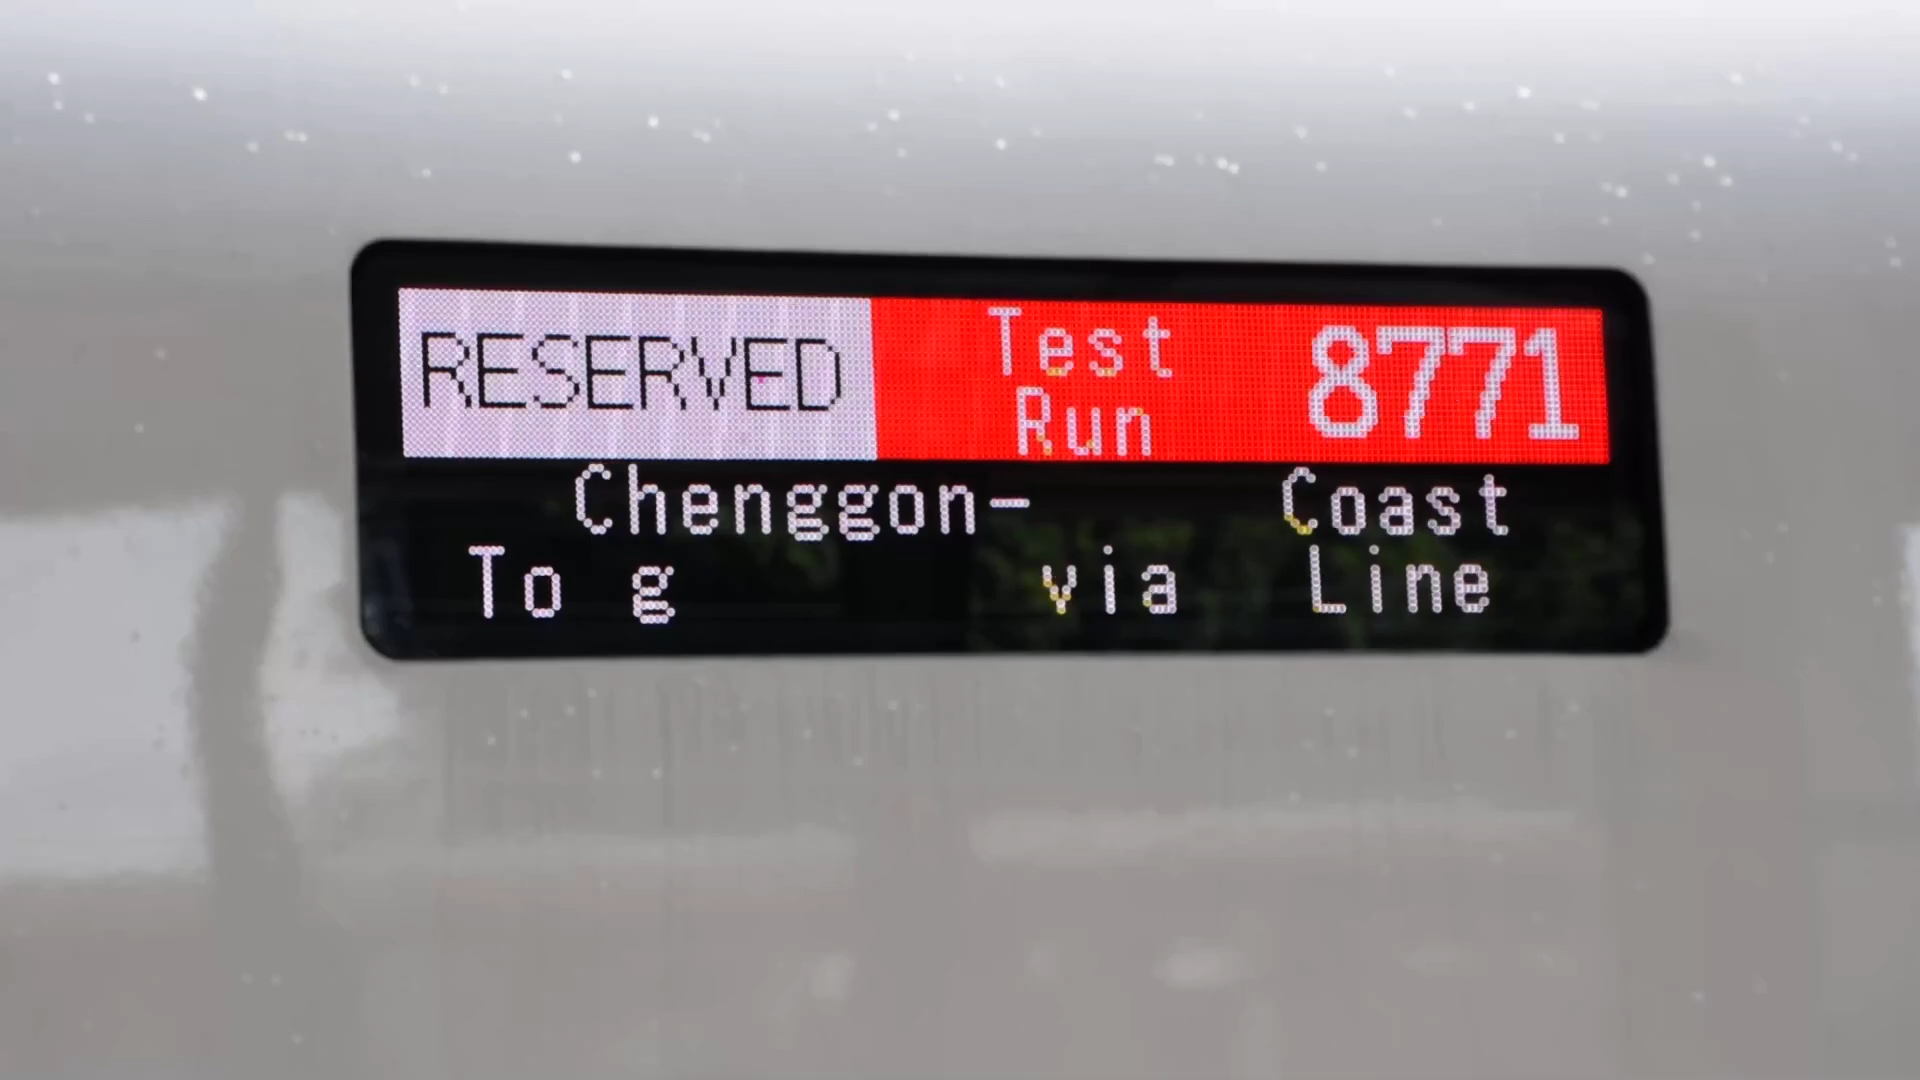 RESERVED
Test
Run
8771
Chenggon-
To g
via
Coast
Line